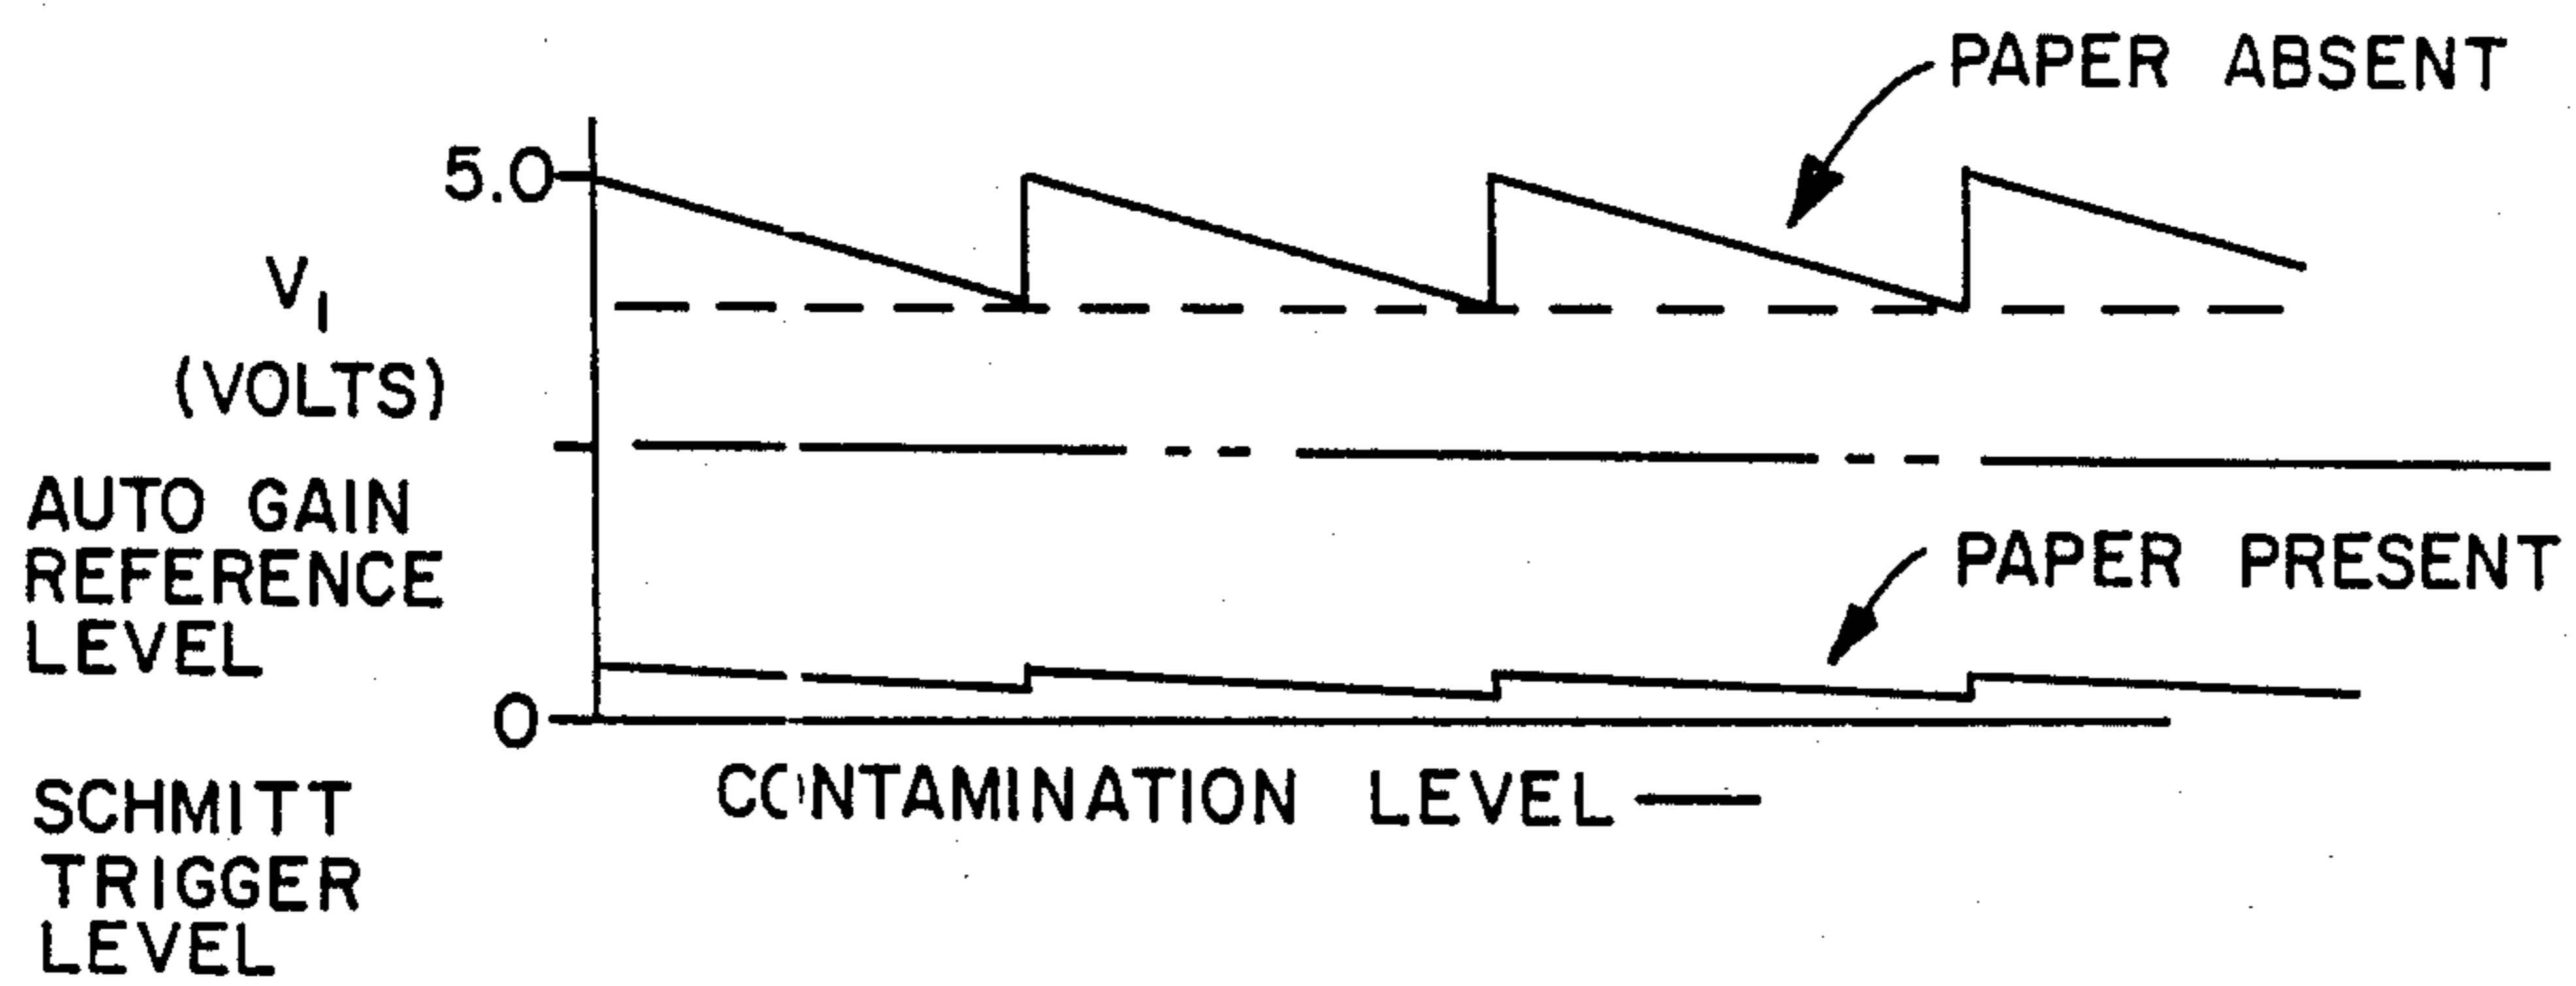 PAPER ABSENT
5.0
V1
(VOLTS)
AUTO GAIN
REFERENCE
LEVEL
PAPER PRESENT
0
CONTAMINATION LEVEL
SCHMITT
TRIGGER
LEVEL